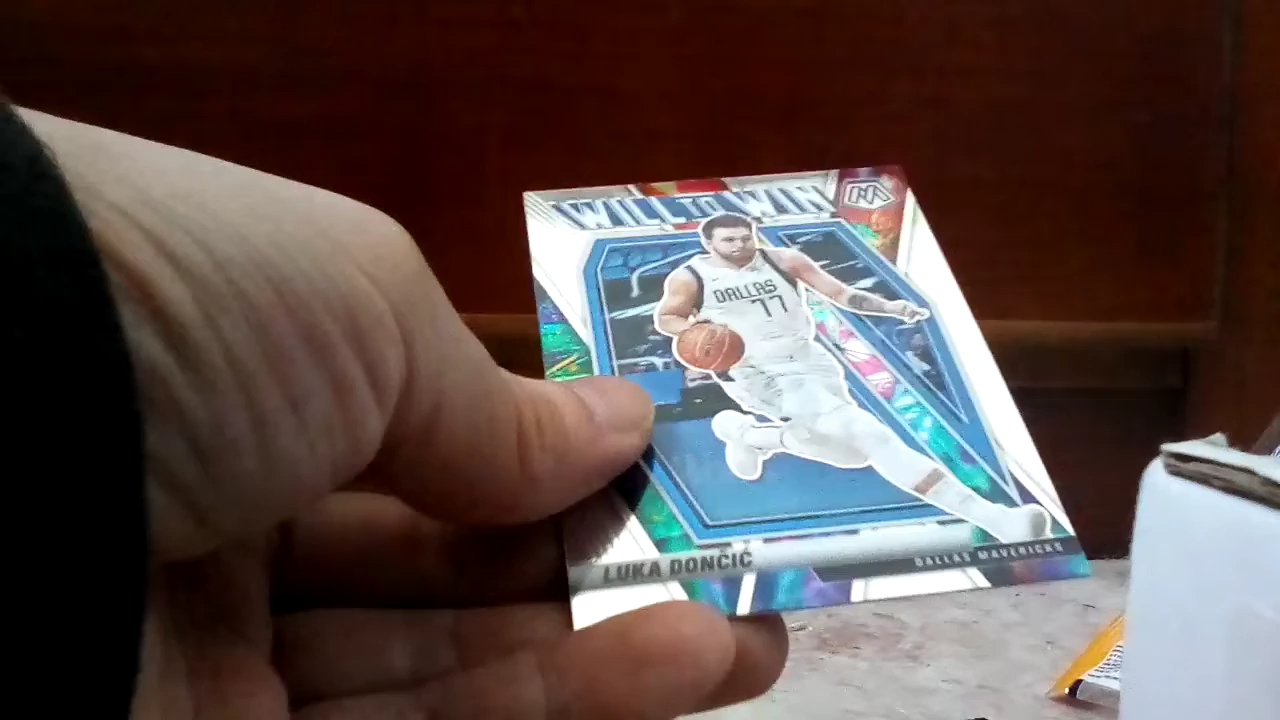 WILL TO WIN
M
DALLAS
77
LUKA DONČIĆ
DALLAS MAVERICKS